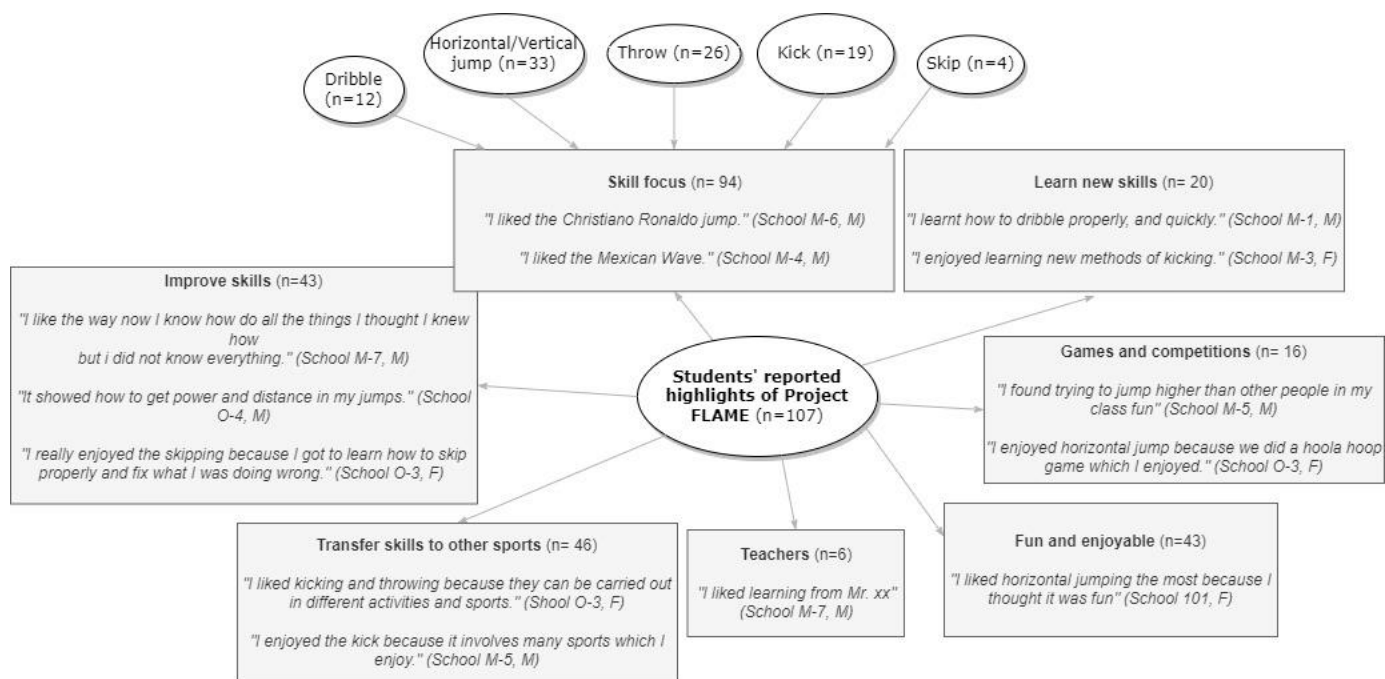 Dribble
(n=12)
Horizontal/Vertical
jump (n=33)
Throw (n=26)
Kick (n=19)
Skip (n=4)
Skill focus (n= 94)
"I liked the Christiano Ronaldo jump." (School M-6, M)
"I liked the Mexican Wave." (School M-4, M)
Learn new skills (n= 20)
"I learnt how to dribble properly, and quickly." (School M-1, M)
"I enjoyed learning new methods of kicking." (School M-3, F)
Improve skills (n=43)
"I like the way now I know how do all the things I thought I knew
how
but i did not know everything." (School M-7, M)
"It showed how to get power and distance in my jumps." (School
O-4, M)
"I really enjoyed the skipping because I got to learn how to skip
properly and fix what I was doing wrong." (School O-3, F)
Students' reported
highlights of Project
FLAME (n=107)
Games and competitions (n= 16)
"I found trying to jump higher than other people in my
class fun" (School M-5, M)
"I enjoyed horizontal jump because we did a hoola hoop
game which I enjoyed." (School O-3, F)
Transfer skills to other sports (n= 46)
"I liked kicking and throwing because they can be carried out
in different activities and sports." (Shool O-3, F)
"I enjoyed the kick because it involves many sports which I
enjoy." (School M-5, M)
Teachers (n=6)
"I liked learning from Mr. xx"
(School M-7, M)
Fun and enjoyable (n=43)
"I liked horizontal jumping the most because I
thought it was fun" (School 101, F)